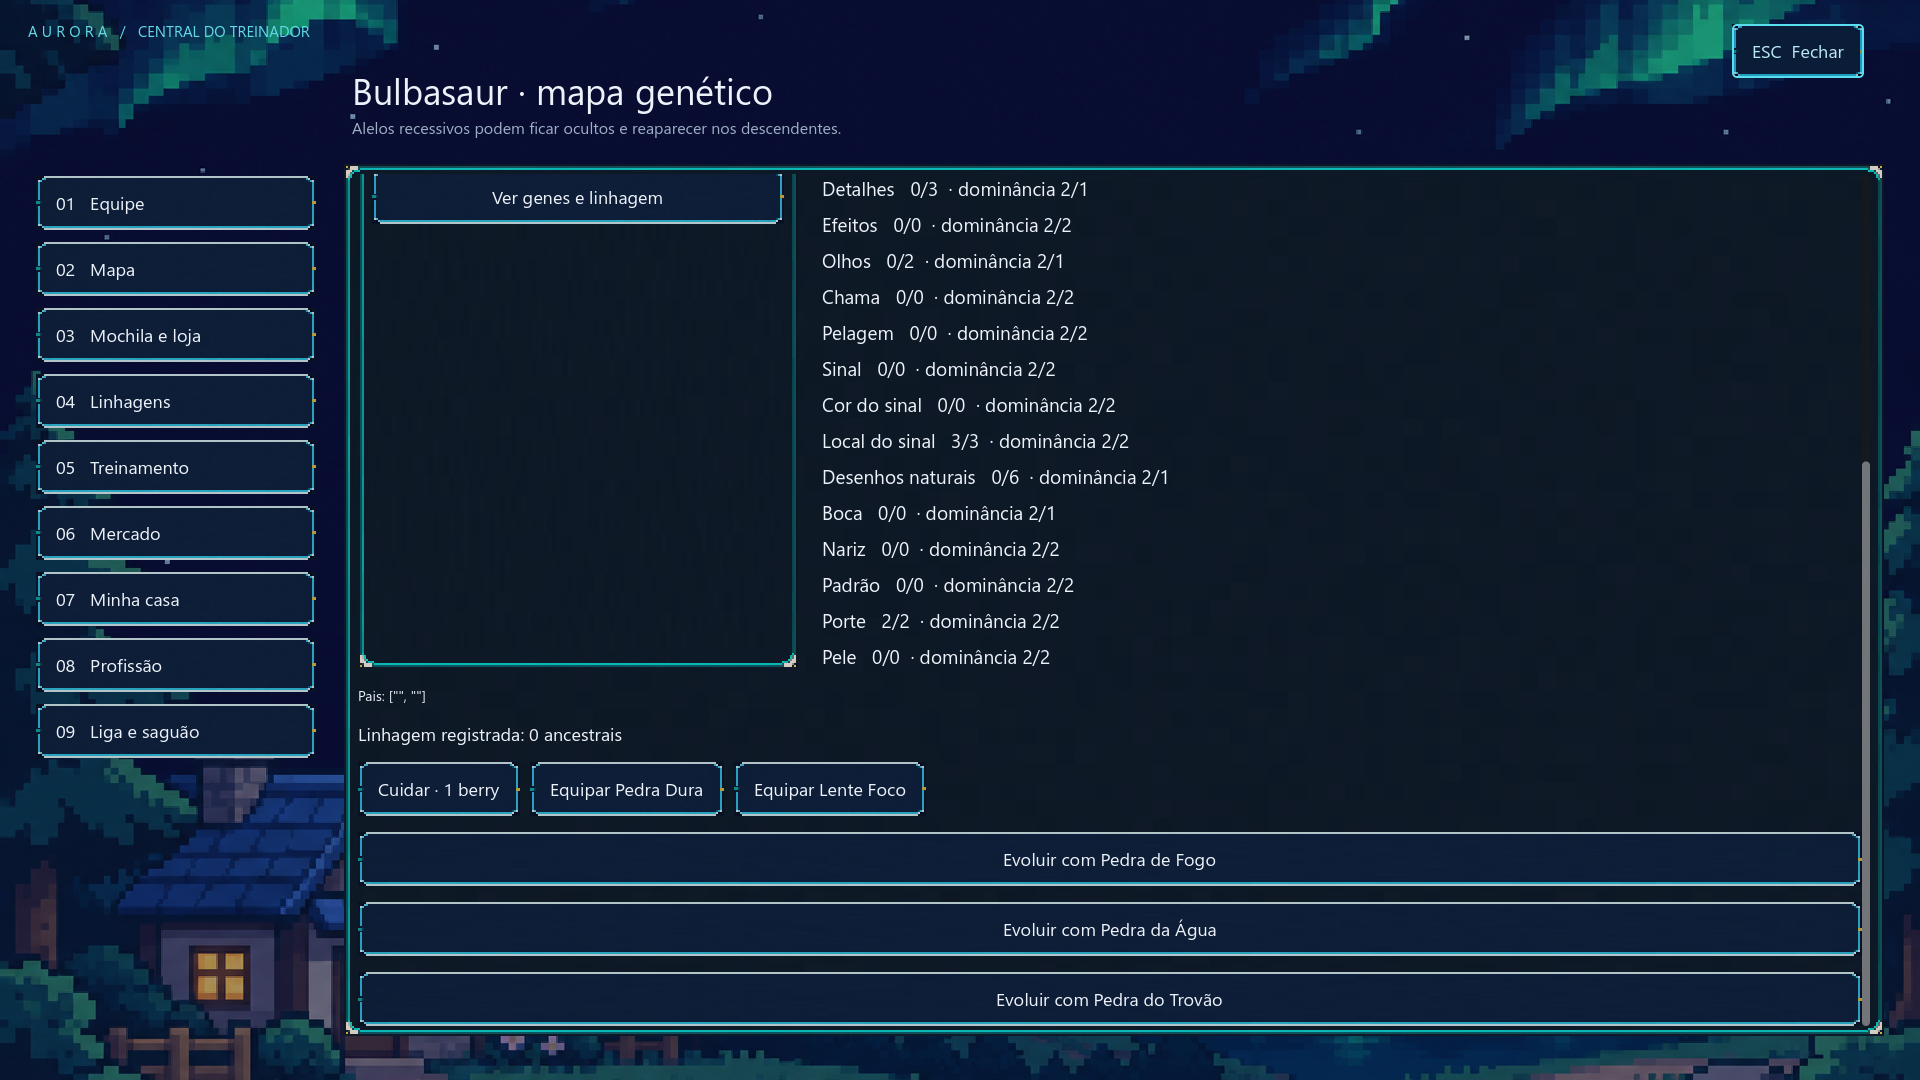 AURORA / CENTRAL DO TREINADOR
ESC Fechar
Bulbasaur · mapa genético
Alelos recessivos podem ficar ocultos e reaparecer nos descendentes.
01 Equipe
02 Mapa
03 Mochila e loja
04 Linhagens
05 Treinamento
06 Mercado
07 Minha casa
08 Profissão
09 Liga e saguão
Ver genes e linhagem
Detalhes 0/3 · dominância 2/1
Efeitos 0/0 · dominância 2/2
Olhos 0/2 · dominância 2/1
Chama 0/0 · dominância 2/2
Pelagem 0/0 · dominância 2/2
Sinal 0/0 · dominância 2/2
Cor do sinal 0/0 · dominância 2/2
Local do sinal 3/3 · dominância 2/2
Desenhos naturais 0/6 · dominância 2/1
Boca 0/0 · dominância 2/1
Nariz 0/0 · dominância 2/2
Padrão 0/0 · dominância 2/2
Porte 2/2 · dominância 2/2
Pele 0/0 · dominância 2/2
Pais: ["", ""]
Linhagem registrada: 0 ancestrais
Cuidar · 1 berry
Equipar Pedra Dura
Equipar Lente Foco
Evoluir com Pedra de Fogo
Evoluir com Pedra da Água
Evoluir com Pedra do Trovão